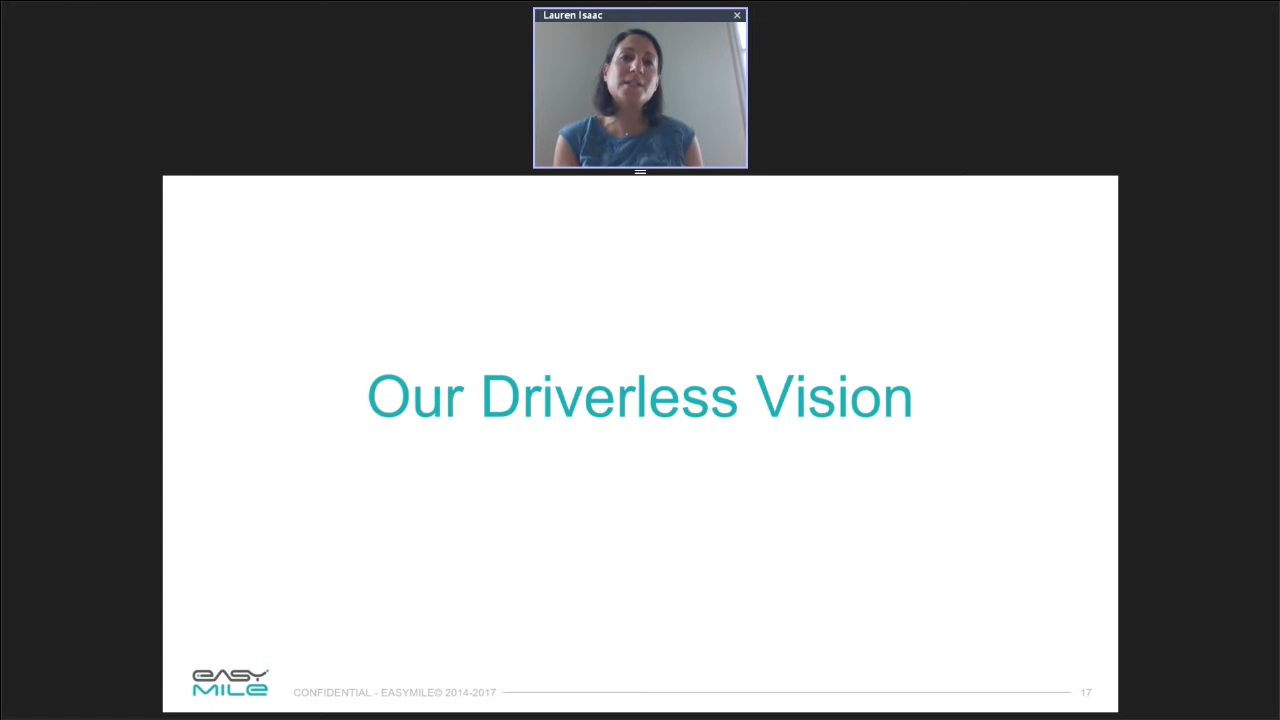 Lauren Isaac
Our Driverless Vision
EASY
MILE
CONFIDENTIAL - EASYMILE© 2014-2017
17